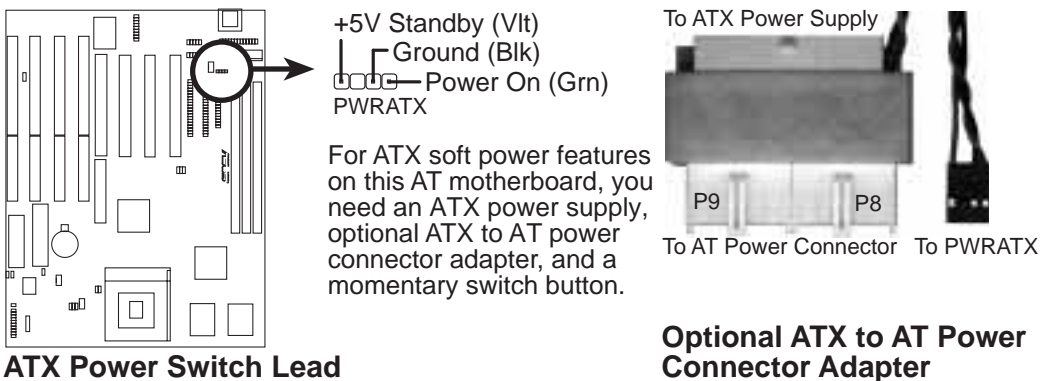 +5V Standby (Vlt)
Ground (Blk)
Power On (Grn)
PWRATX
For ATX soft power features
on this AT motherboard, you
need an ATX power supply,
optional ATX to AT power
connector adapter, and a
momentary switch button.
ATX Power Switch Lead
To ATX Power Supply
P9
P8
To AT Power Connector
To PWRATX
Optional ATX to AT Power
Connector Adapter